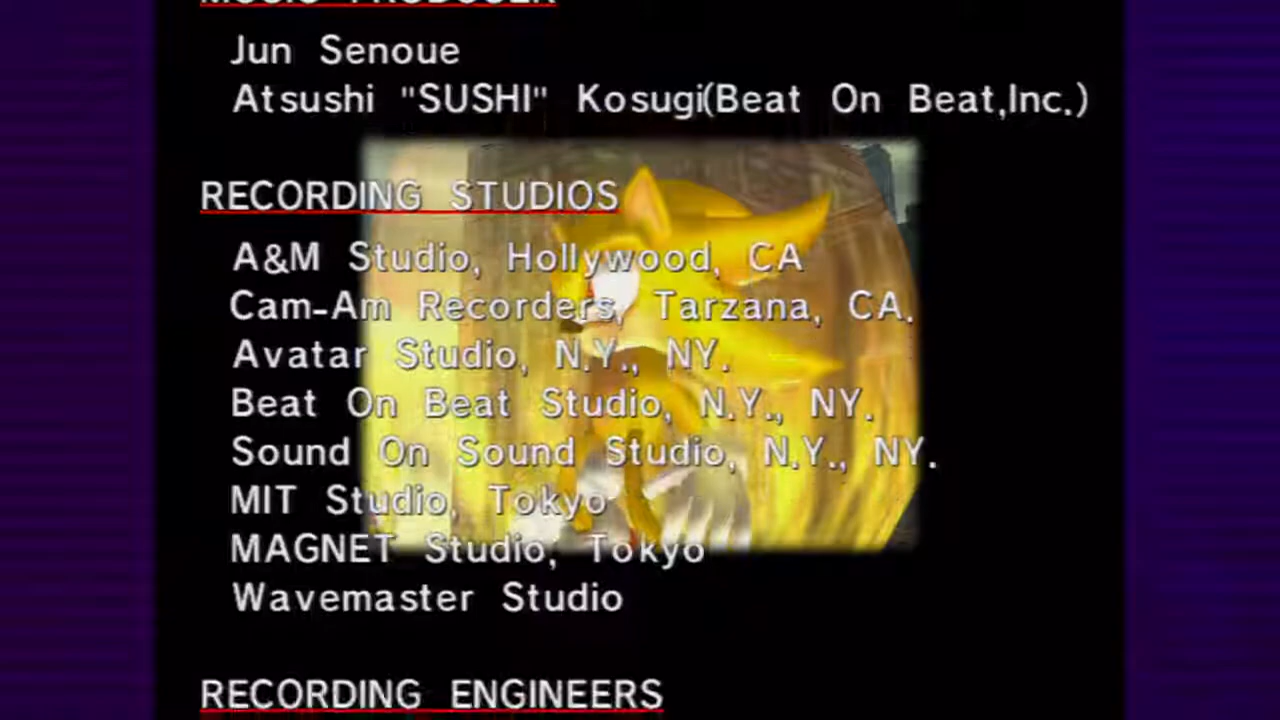 MUSIC PRODUCER
Jun Senoue
Atsushi "SUSHI" Kosugi(Beat On Beat,Inc.)
RECORDING STUDIOS
A&M Studio, Hollywood, CA
Cam-Am Recorders, Tarzana, CA.
Avatar Studio, N.Y., NY.
Beat On Beat Studio, N.Y., NY.
Sound On Sound Studio, N.Y., NY.
MIT Studio, Tokyo
MAGNET Studio, Tokyo
Wavemaster Studio
RECORDING ENGINEERS